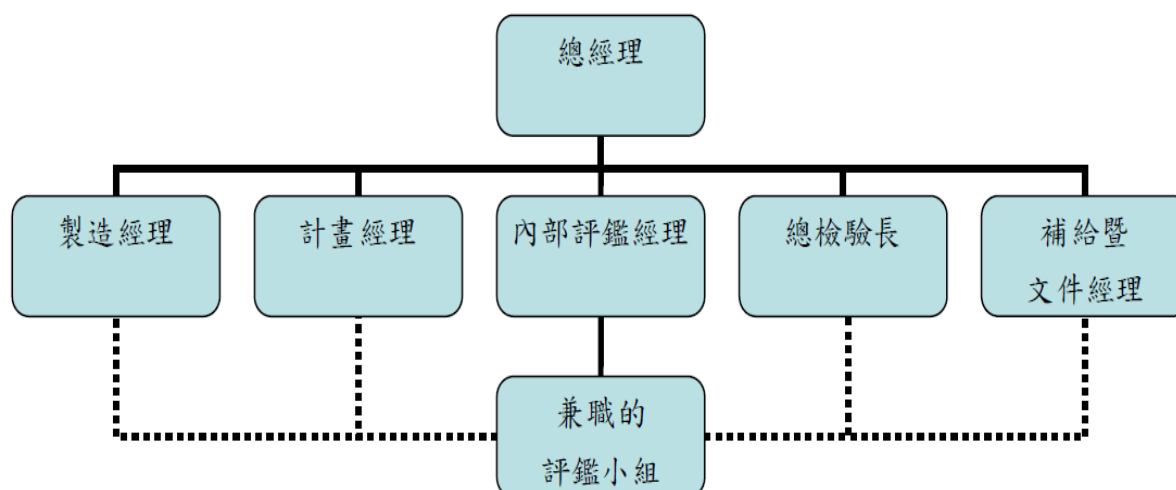 總經理
製造經理
計畫經理
內部評鑑經理
總檢驗長
補給暨
文件經理
兼職的
評鑑小組